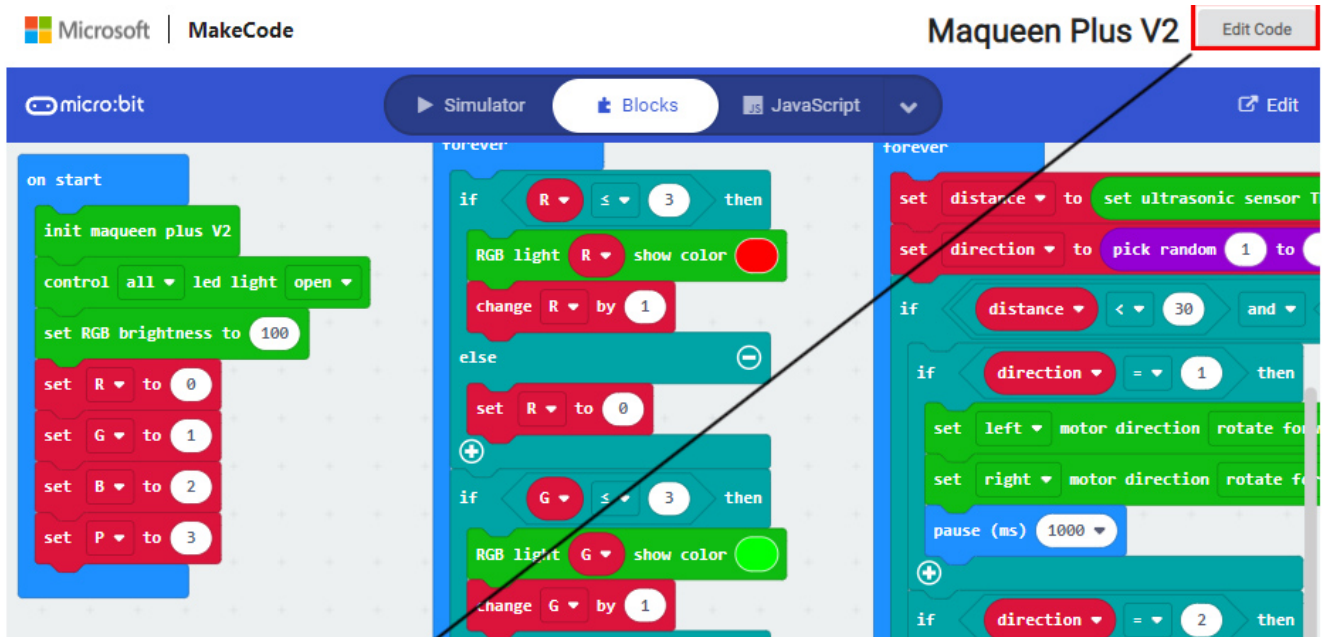 Microsoft | MakeCode
Maqueen Plus V2
Edit Code
micro:bit
Simulator
Blocks
JS JavaScript
Edit
on start
init maqueen plus V2
control all led light open
set RGB brightness to 100
set R to 0
set G to 1
set B to 2
set P to 3
forever
if R ≤ 3 then
RGB light R show color
change R by 1
else
set R to 0
if G ≤ 3 then
RGB light G show color
change G by 1
forever
set distance to set ultrasonic sensor
set direction to pick random 1 to
if distance < 30 and
if direction = 1 then
set left motor direction rotate
set right motor direction rotate
pause (ms) 1000
if direction = 2 then